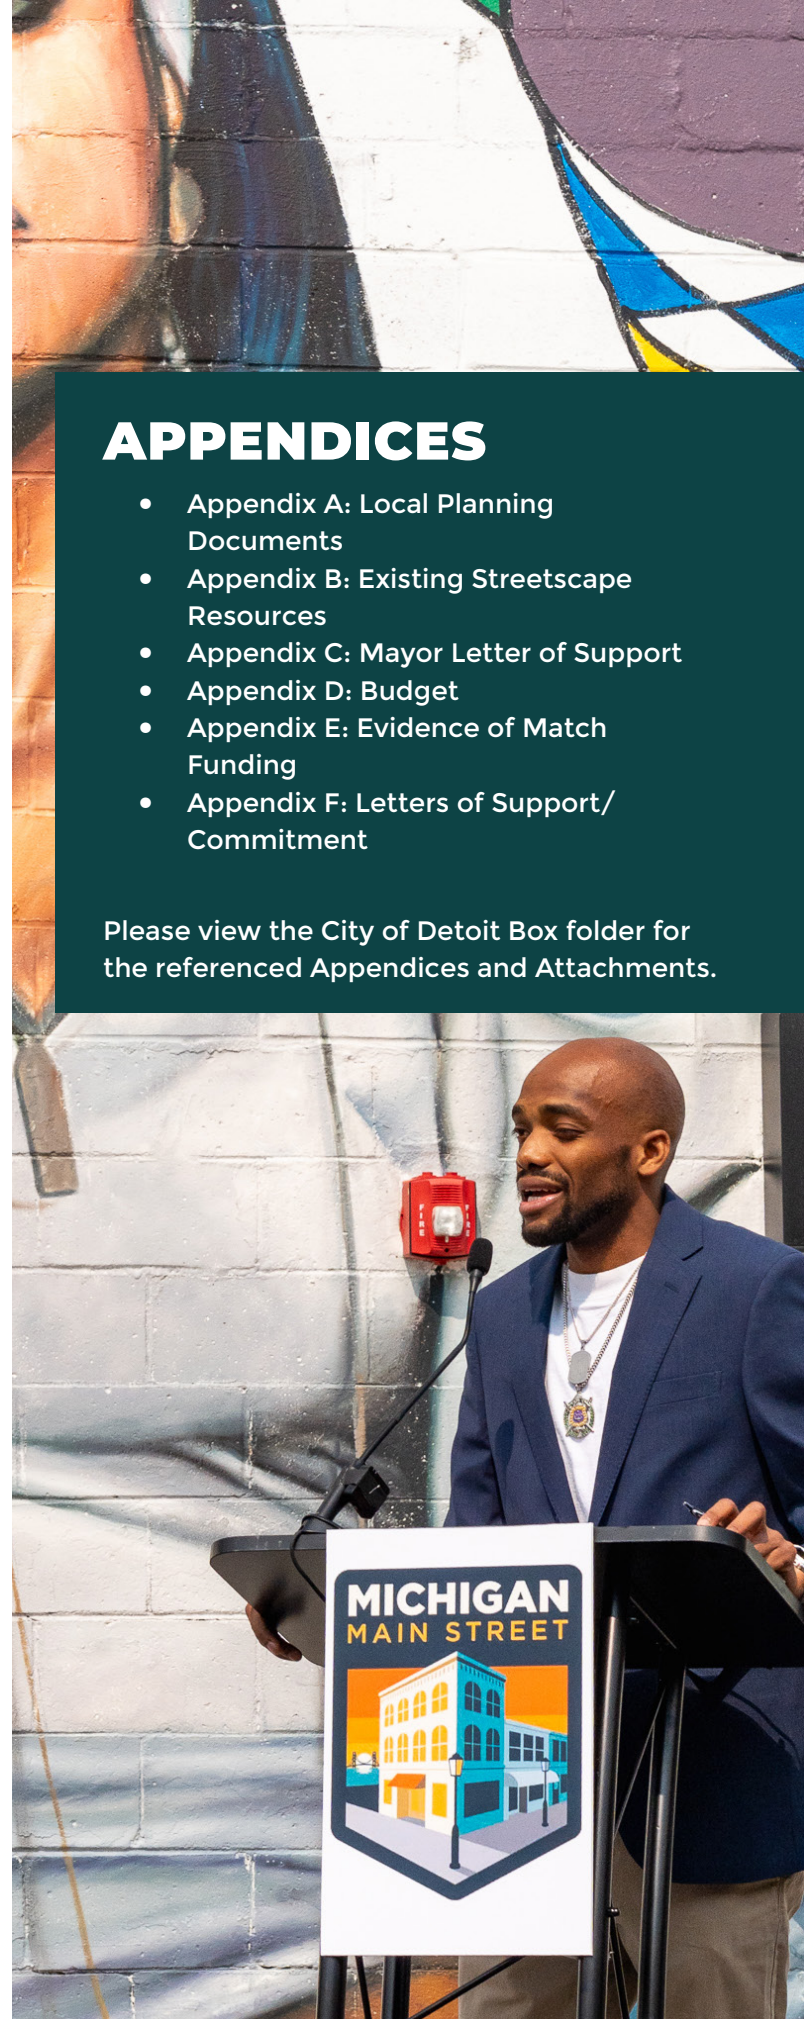 APPENDICES
• Appendix A: Local Planning
Documents
• Appendix B: Existing Streetscape
Resources
• Appendix C: Mayor Letter of Support
• Appendix D: Budget
• Appendix E: Evidence of Match
Funding
• Appendix F: Letters of Support/
Commitment
Please view the City of Detoit Box folder for
the referenced Appendices and Attachments.
FIRE
FIRE
MICHIGAN
MAIN STREET